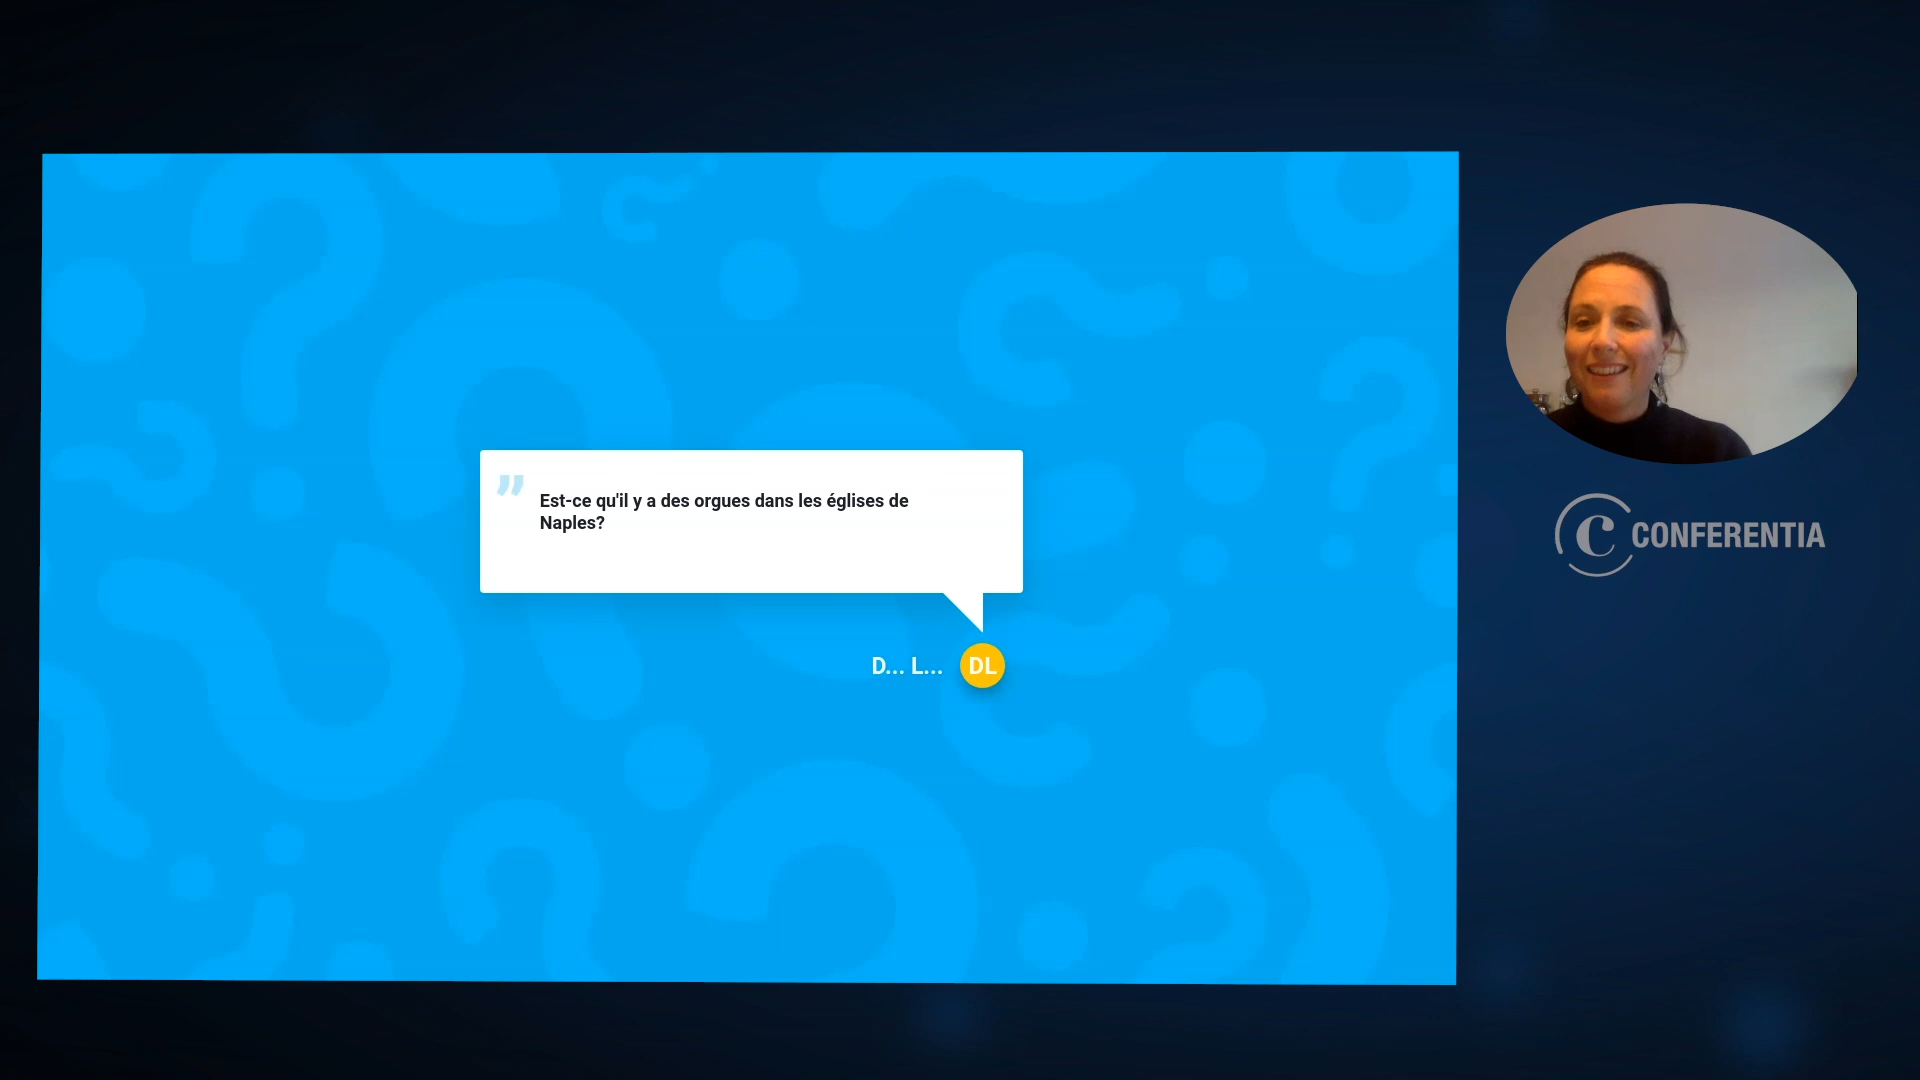 Est-ce qu'il y a des orgues dans les églises de
Naples?
D... L... DL
C CONFERENTIA